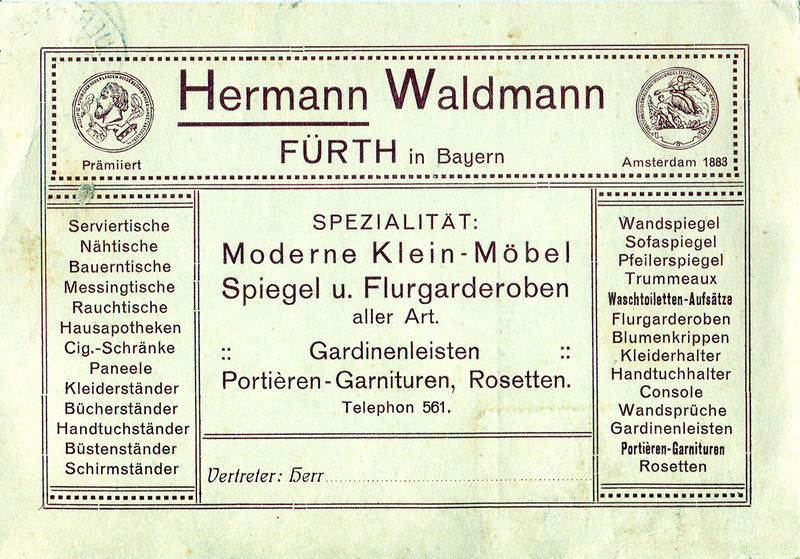 Hermann Waldmann
FÜRTH in Bayern
Prämiiert
Amsterdam 1883
Serviertische
Nähtische
Bauerntische
Messingtische
Rauchtische
Hausapotheken
Cig.-Schränke
Paneele
Kleiderständer
Bücherständer
Handtuchständer
Büstenständer
Schirmständer
SPEZIALITÄT:
Moderne Klein-Möbel
Spiegel u. Flurgarderoben
aller Art.
:: Gardinenleisten ::
Portièren-Garnituren, Rosetten.
Telephon 561.
Vertreter: Herr
Wandspiegel
Sofaspiegel
Pfeilerspiegel
Trummeaux
Waschtoiletten-Aufsätze
Flurgarderoben
Blumenkrippen
Kleiderhalter
Handtuchhalter
Console
Wandsprüche
Gardinenleisten
Portièren-Garnituren
Rosetten